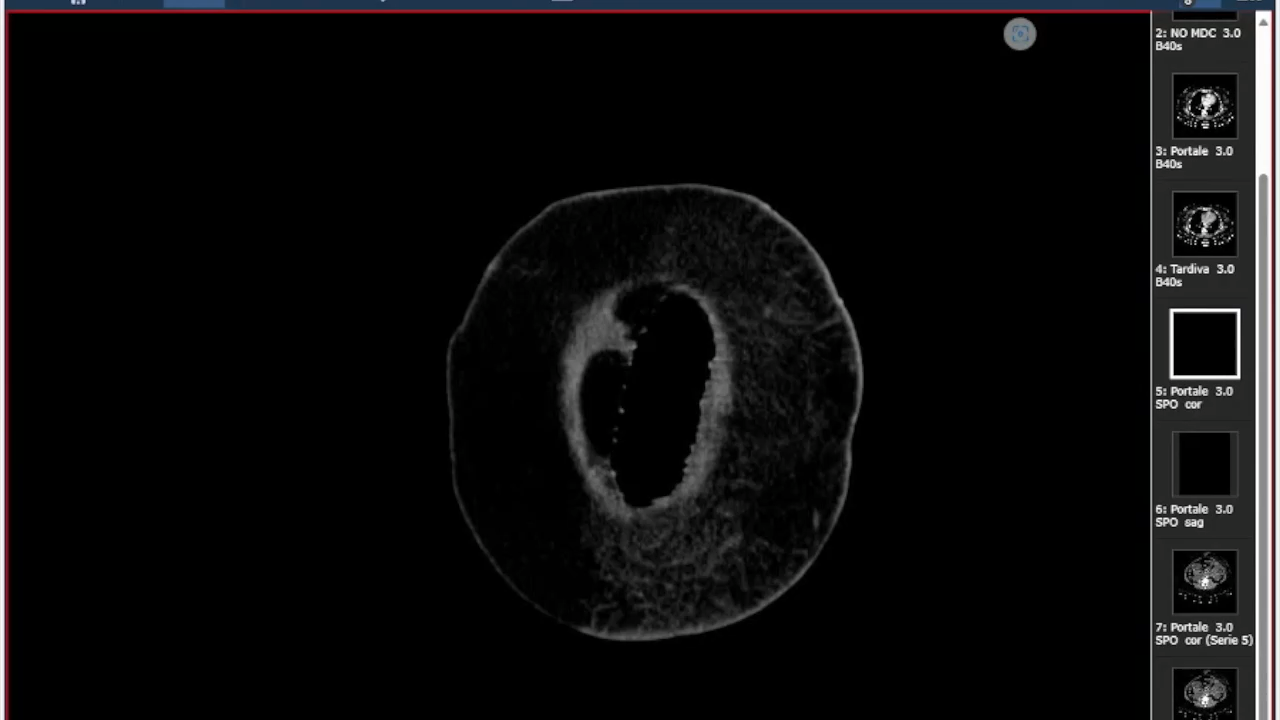 2: NO MDC 3.0
B40s
3: Portale 3.0
B40s
4: Tardiva 3.0
B40s
5: Portale 3.0
SPO cor
6: Portale 3.0
SPO sag
7: Portale 3.0
SPO cor (Serie 5)